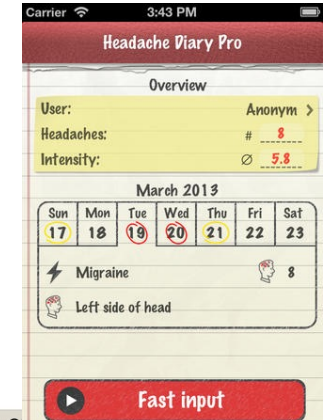 Carrier 3:43 PM
Headache Diary Pro
Overview
User: Anonym >
Headaches: # 8
Intensity: Ø 5.8
March 2013
Sun Mon Tue Wed Thu Fri Sat
17 18 19 20 21 22 23
Migraine 8
Left side of head
Fast input